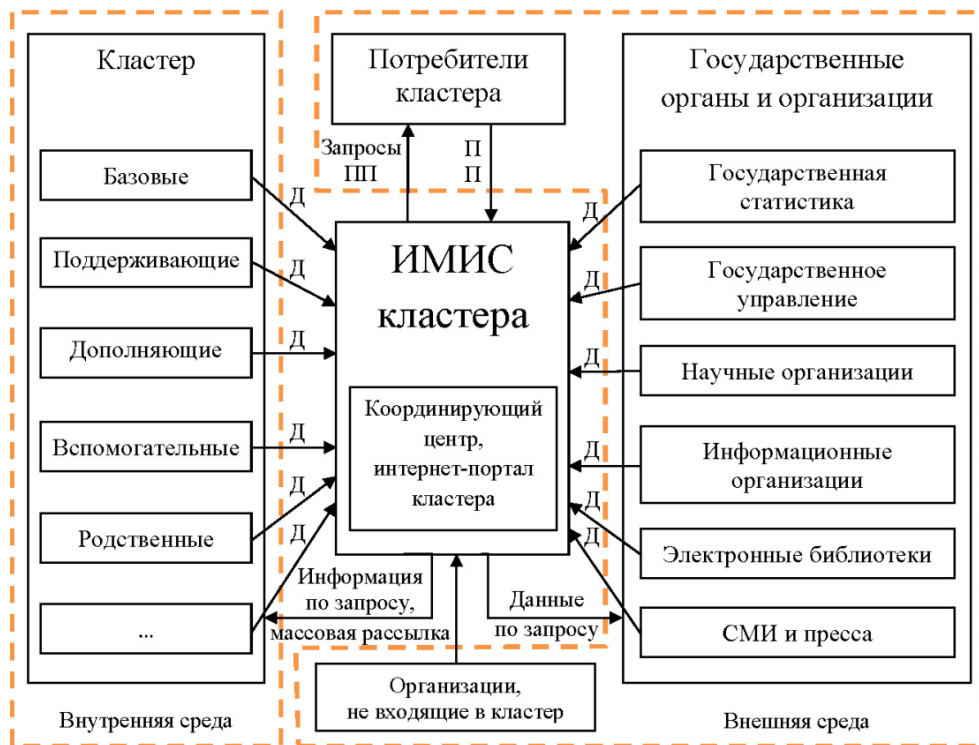 Кластер
Базовые
Поддерживающие
Дополняющие
Вспомогательные
Родственные
...
Внутренняя среда
Д
Д
Д
Д
Д
Д
Потребители
кластера
Запросы
ПП
П
П
ИМИС
кластера
Координирующий
центр,
интернет-портал
кластера
Информация
по запросу,
массовая рассылка
Данные
по запросу
Организации,
не входящие в кластер
Д
Д
Д
Д
Д
Д
Государственные
органы и организации
Государственная
статистика
Государственное
управление
Научные организации
Информационные
организации
Электронные библиотеки
СМИ и пресса
Внешняя среда